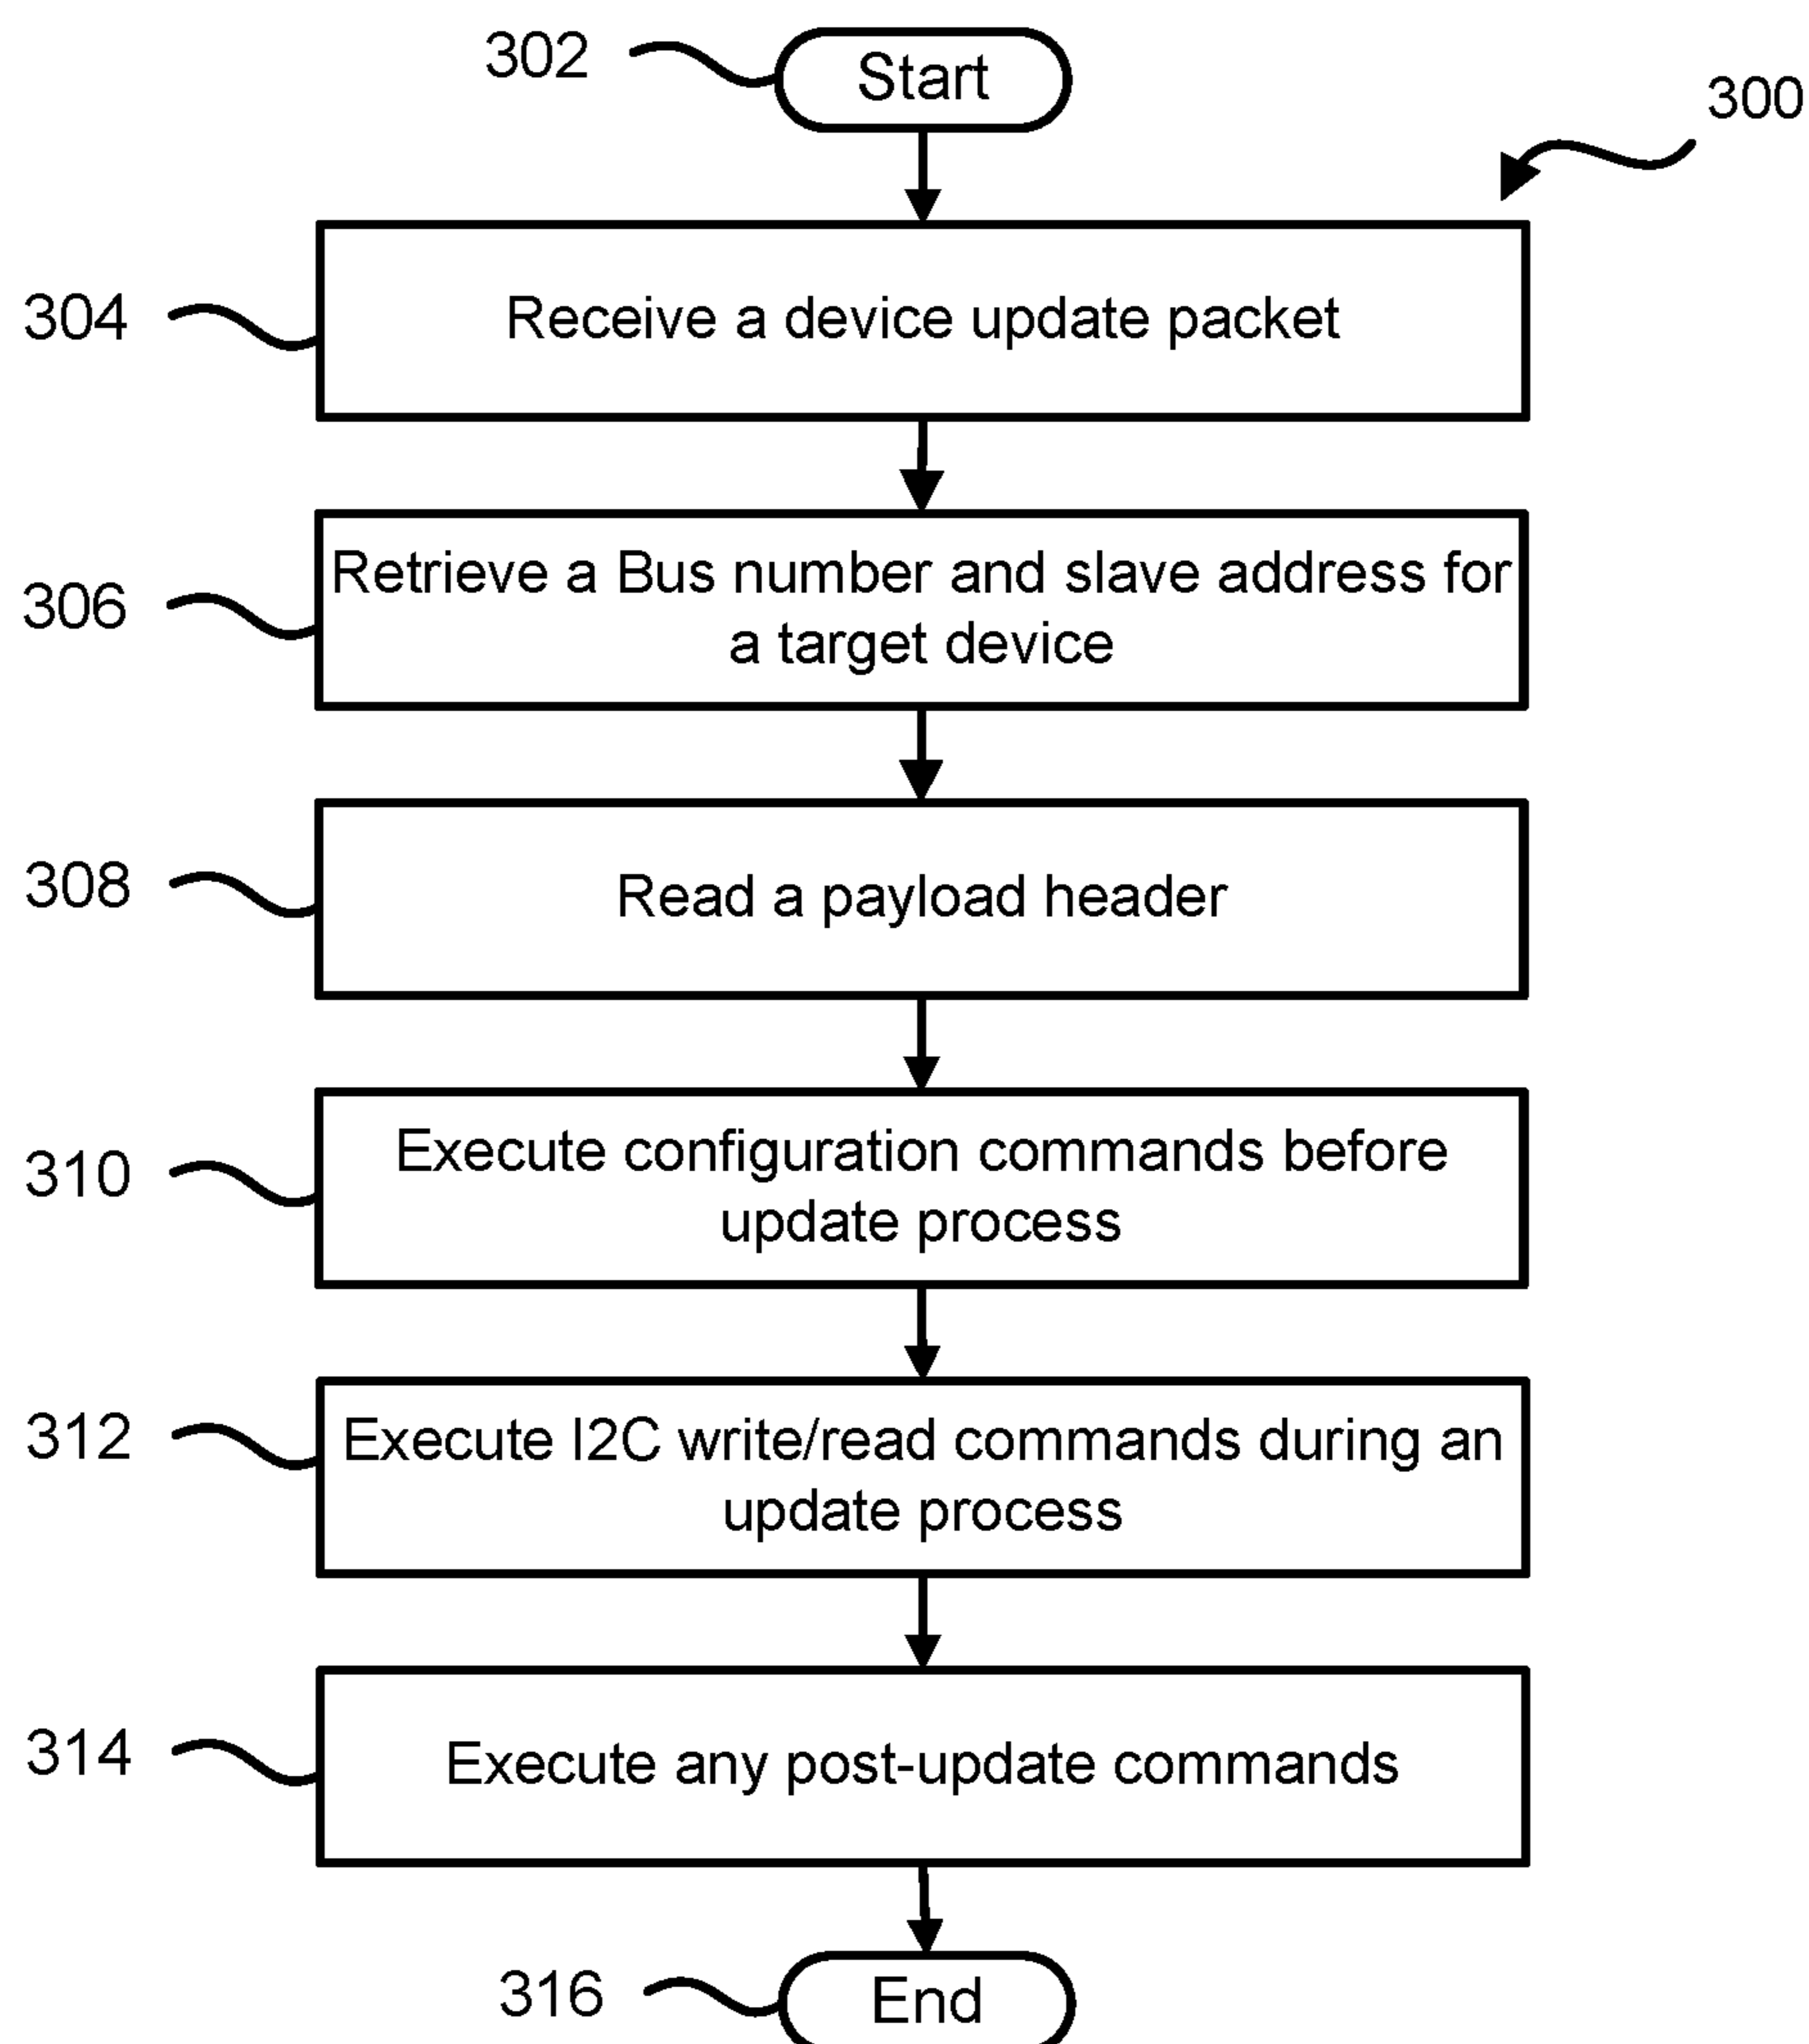 302
Start
300
304
Receive a device update packet
306
Retrieve a Bus number and slave address for
a target device
308
Read a payload header
310
Execute configuration commands before
update process
312
Execute I2C write/read commands during an
update process
314
Execute any post-update commands
316
End